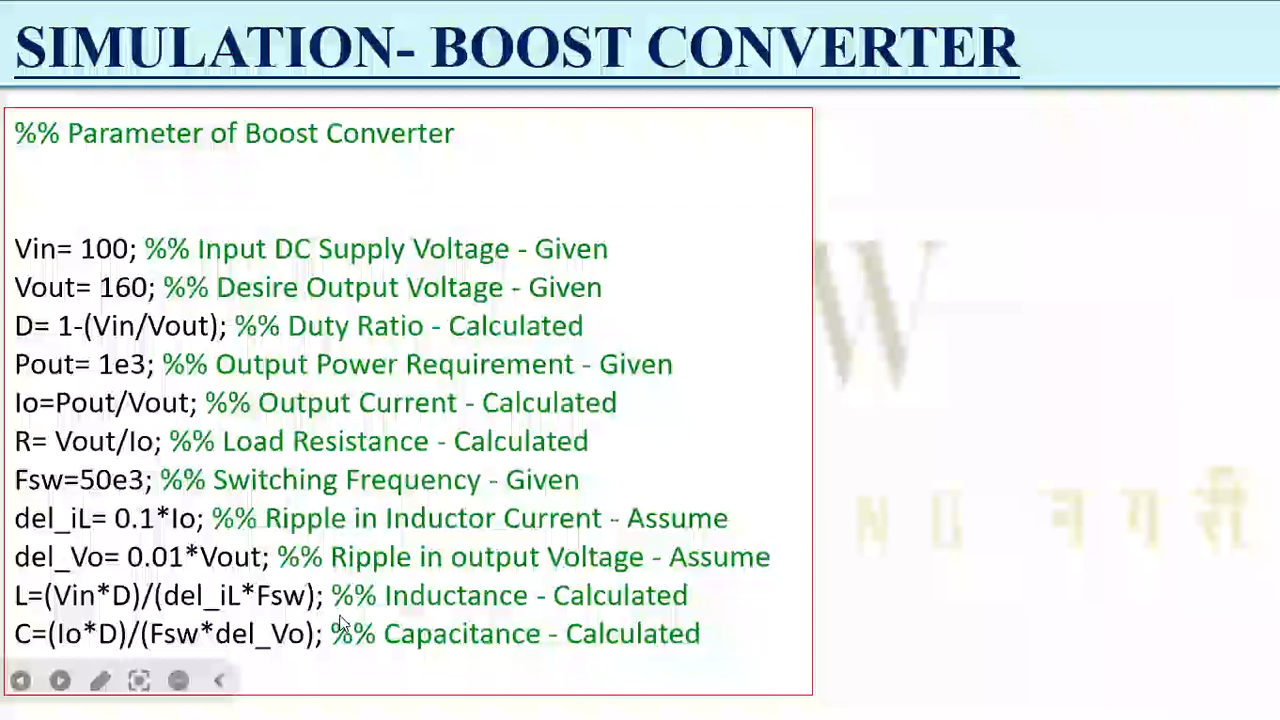 SIMULATION- BOOST CONVERTER
%% Parameter of Boost Converter
Vin= 100; %% Input DC Supply Voltage - Given
Vout= 160; %% Desire Output Voltage - Given
D= 1-(Vin/Vout); %% Duty Ratio - Calculated
Pout= 1e3; %% Output Power Requirement - Given
Io=Pout/Vout; %% Output Current - Calculated
R= Vout/Io; %% Load Resistance - Calculated
Fsw=50e3; %% Switching Frequency - Given
del_iL= 0.1*Io; %% Ripple in Inductor Current - Assume
del_Vo= 0.01*Vout; %% Ripple in output Voltage - Assume
L=(Vin*D)/(del_iL*Fsw); %% Inductance - Calculated
C=(Io*D)/(Fsw*del_Vo); %% Capacitance - Calculated